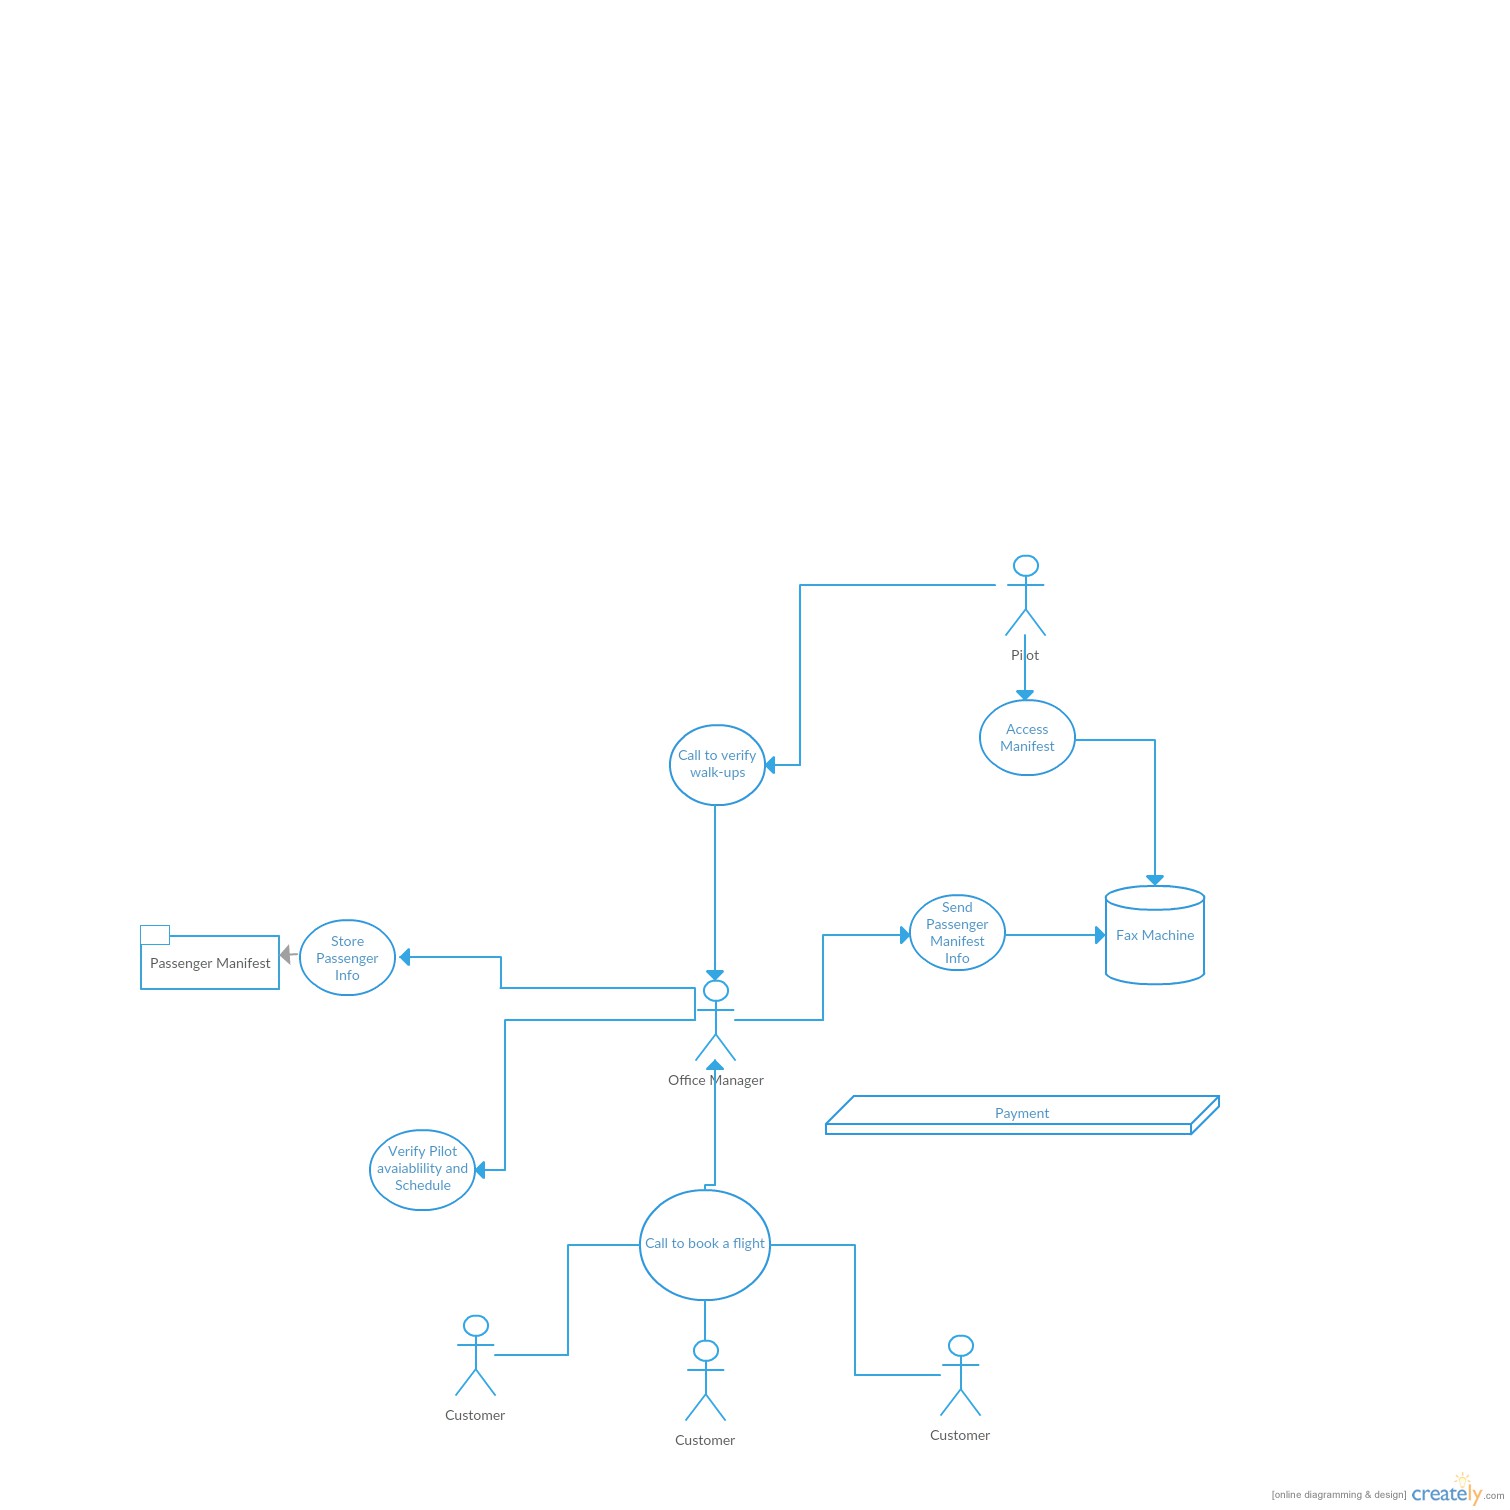 Pilot
Access
Manifest
Call to verify
walk-ups
Send
Passenger
Manifest
Info
Fax Machine
Store
Passenger
Info
Passenger Manifest
Office Manager
Payment
Verify Pilot
avaiablility and
Schedule
Call to book a flight
Customer
Customer
Customer
[online diagramming & design] creately.com